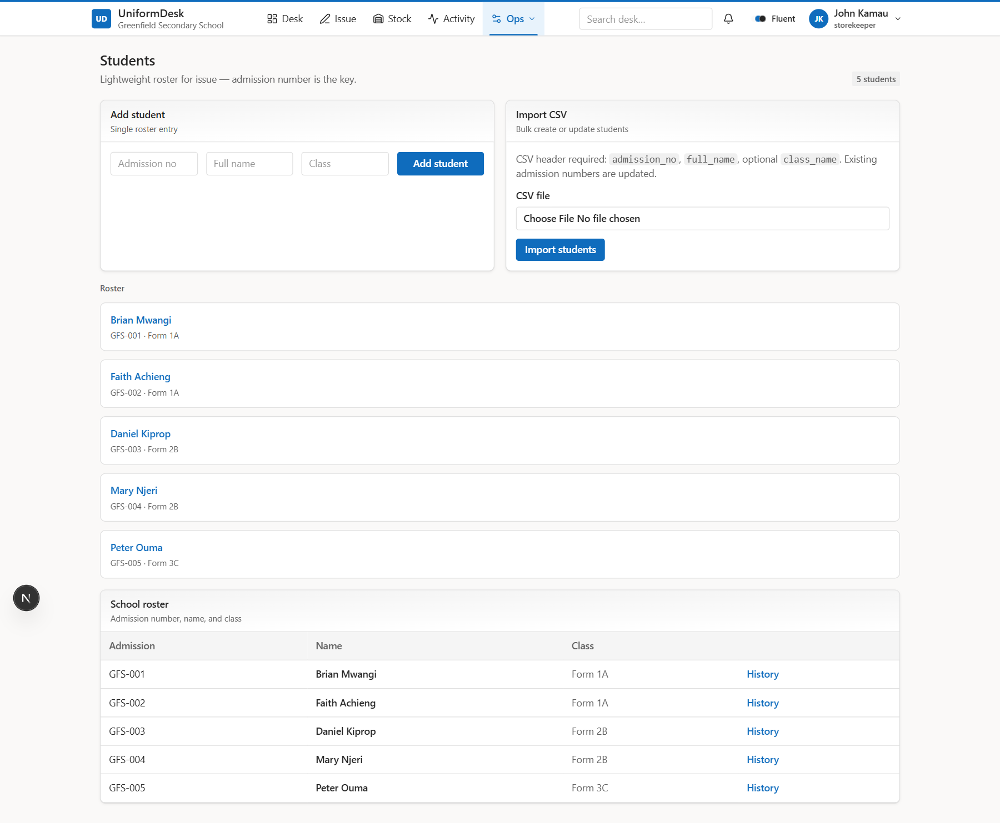 UD UniformDesk
Greenfield Secondary School
Desk Issue Stock Activity Ops
Search desk...
Fluent
JK John Kamau
storekeeper
Students
Lightweight roster for issue — admission number is the key.
5 students
Add student
Single roster entry
Admission no Full name Class Add student
Import CSV
Bulk create or update students
CSV header required: admission_no, full_name, optional class_name. Existing
admission numbers are updated.
CSV file
Choose File No file chosen
Import students
Roster
Brian Mwangi
GFS-001 · Form 1A
Faith Achieng
GFS-002 · Form 1A
Daniel Kiprop
GFS-003 · Form 2B
Mary Njeri
GFS-004 · Form 2B
Peter Ouma
GFS-005 · Form 3C
N
School roster
Admission number, name, and class
Admission Name Class
GFS-001 Brian Mwangi Form 1A History
GFS-002 Faith Achieng Form 1A History
GFS-003 Daniel Kiprop Form 2B History
GFS-004 Mary Njeri Form 2B History
GFS-005 Peter Ouma Form 3C History